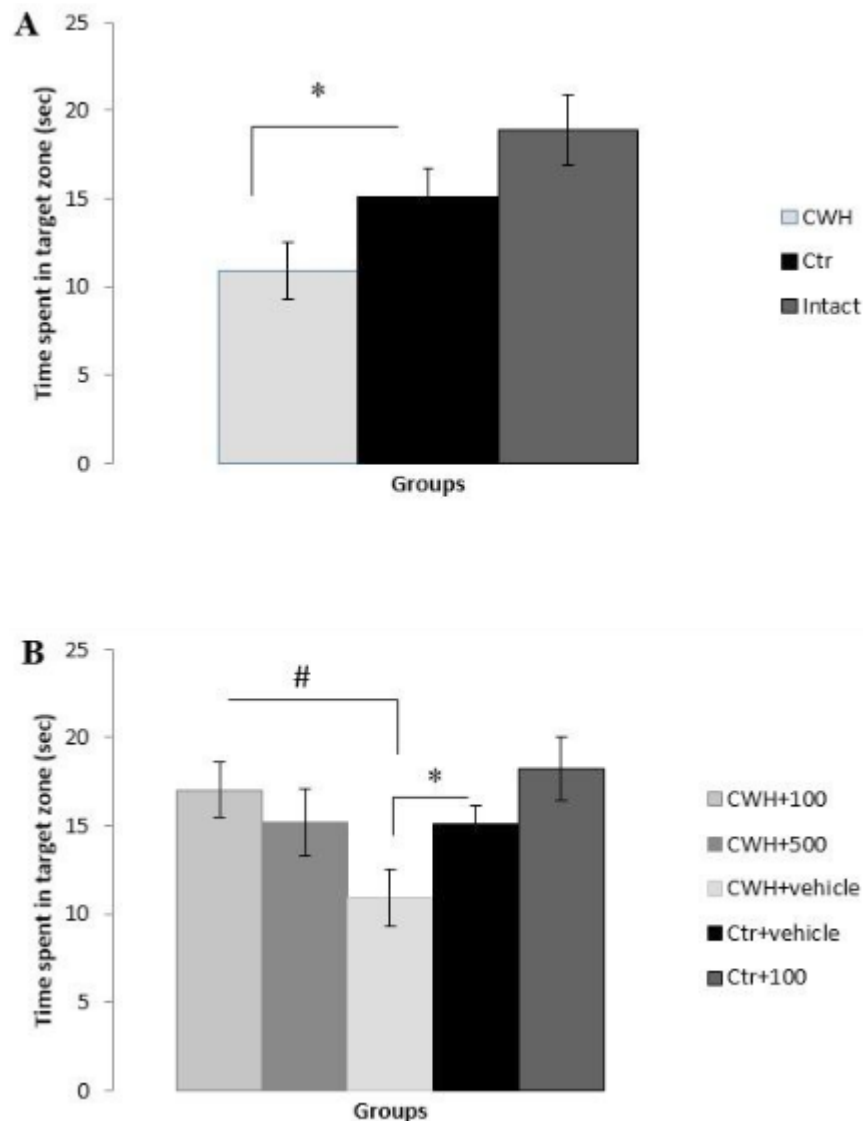 A
25
20
15
10
5
0
Time spent in target zone (sec)
*
Groups
CWH
Ctr
Intact
B
25
20
15
10
5
0
Time spent in target zone (sec)
#
*
Groups
CWH+100
CWH+500
CWH+vehicle
Ctr+vehicle
Ctr+100